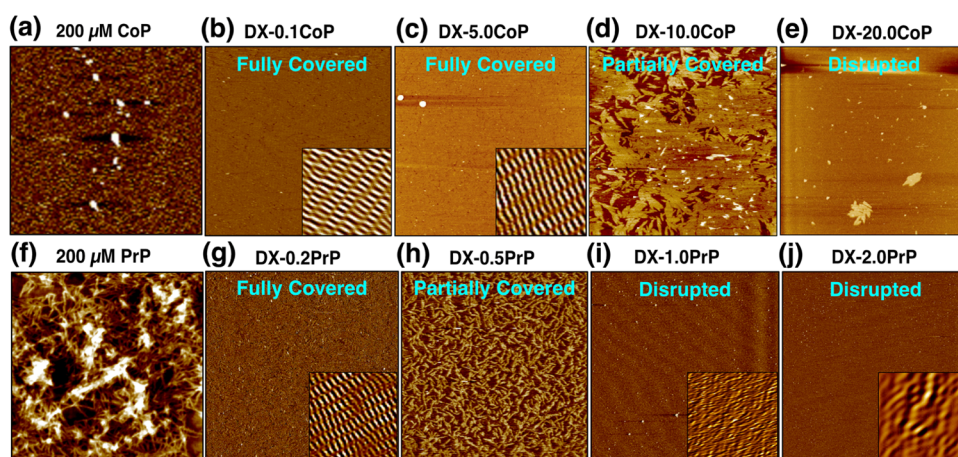 (a) 200 µM CoP
(b) DX-0.1CoP
Fully Covered
(c) DX-5.0CoP
Fully Covered
(d) DX-10.0CoP
Partially Covered
(e) DX-20.0CoP
Disrupted
(f) 200 µM PrP
(g) DX-0.2PrP
Fully Covered
(h) DX-0.5PrP
Partially Covered
(i) DX-1.0PrP
Disrupted
(j) DX-2.0PrP
Disrupted